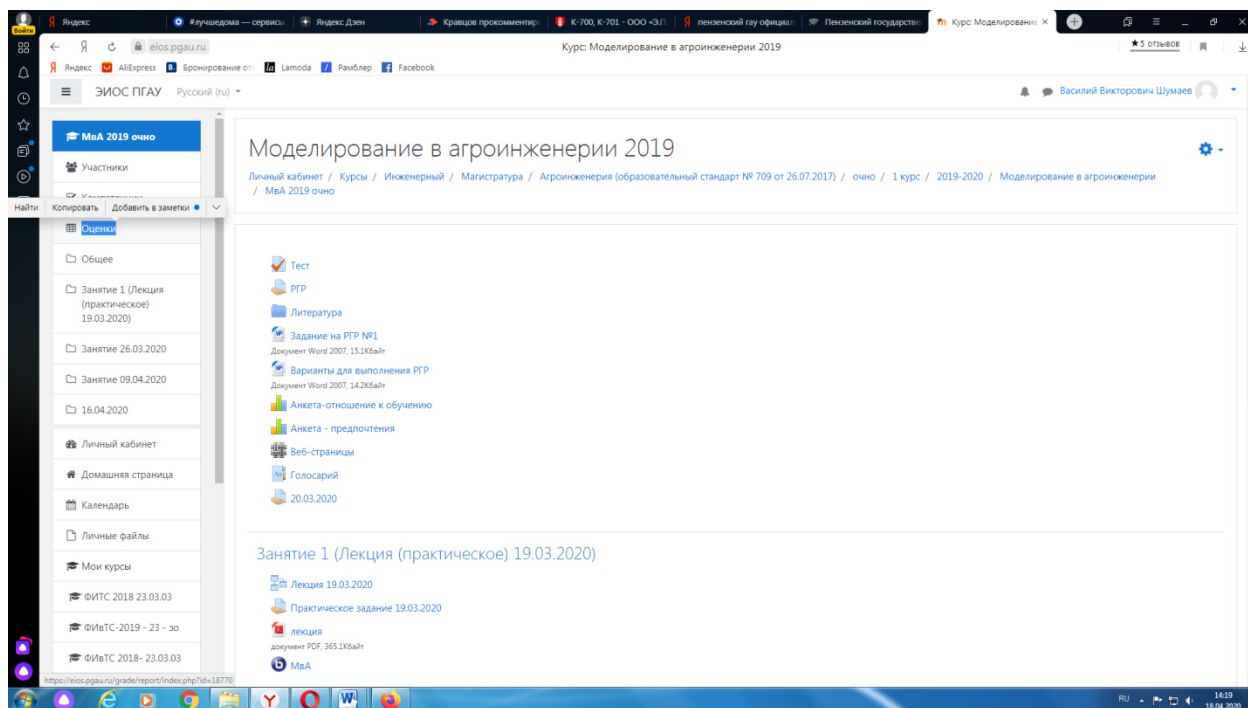 Войти
Яндекс
#лучшедома — сервисы
Яндекс Дзен
Кравцов прокомментир
К-700, К-701 - ООО «Э.П.
пензенский гау официал
Пензенский государстве
Курс: Моделирование
eios.pgau.ru
Курс: Моделирование в агроинженерии 2019
★5 отзывов
Яндекс
AliExpress
Бронирование от
Lamoda
Рамблер
Facebook
ЭИОС ПГАУ
Русский (ru)
Василий Викторович Шумаев
МвА 2019 очно
Участники
Компетенции
Найти
Копировать
Добавить в заметки
Оценки
Общее
Занятие 1 (Лекция
(практическое)
19.03.2020)
Занятие 26.03.2020
Занятие 09.04.2020
16.04.2020
Личный кабинет
Домашняя страница
Календарь
Личные файлы
Мои курсы
ФИТС 2018 23.03.03
ФИвТС-2019 - 23 - зо
ФИвТС 2018- 23.03.03
https://eios.pgau.ru/grade/report/index.php?id=18770
Моделирование в агроинженерии 2019
Личный кабинет / Курсы / Инженерный / Магистратура / Агроинженерия (образовательный стандарт № 709 от 26.07.2017) / очно / 1 курс / 2019-2020 / Моделирование в агроинженерии
/ МвА 2019 очно
Тест
РГР
Литература
Задание на РГР №1
Документ Word 2007, 15.1Кбайт
Варианты для выполнения РГР
Документ Word 2007, 14.2Кбайт
Анкета-отношение к обучению
Анкета - предпочтения
Веб-страницы
Голосарий
20.03.2020
Занятие 1 (Лекция (практическое) 19.03.2020)
Лекция 19.03.2020
Практическое задание 19.03.2020
лекция
документ PDF, 365.1Кбайт
МвА
RU
14:19
18.04.2020